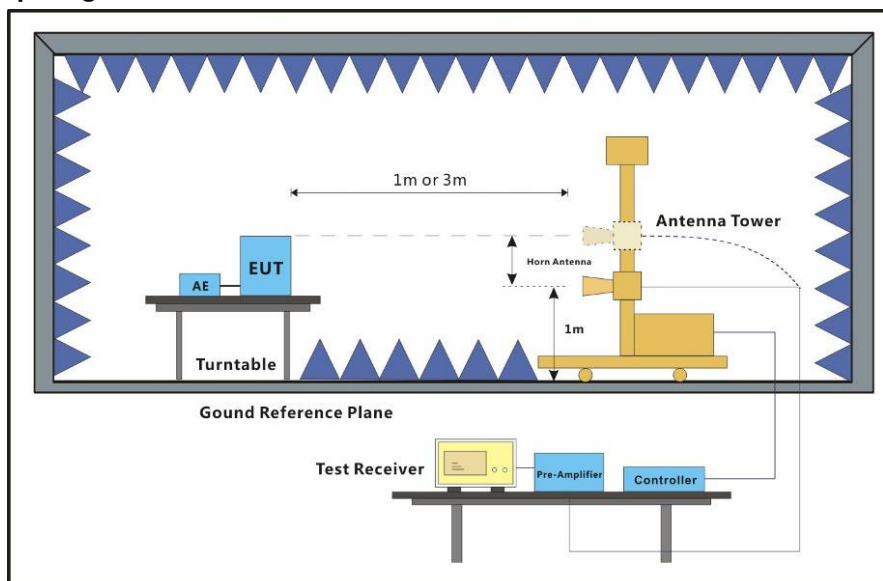 1m or 3m
Antenna Tower
EUT
Horn Antenna
AE
1m
Turntable
Gound Reference Plane
Test Receiver
Pre-Amplifier
Controller